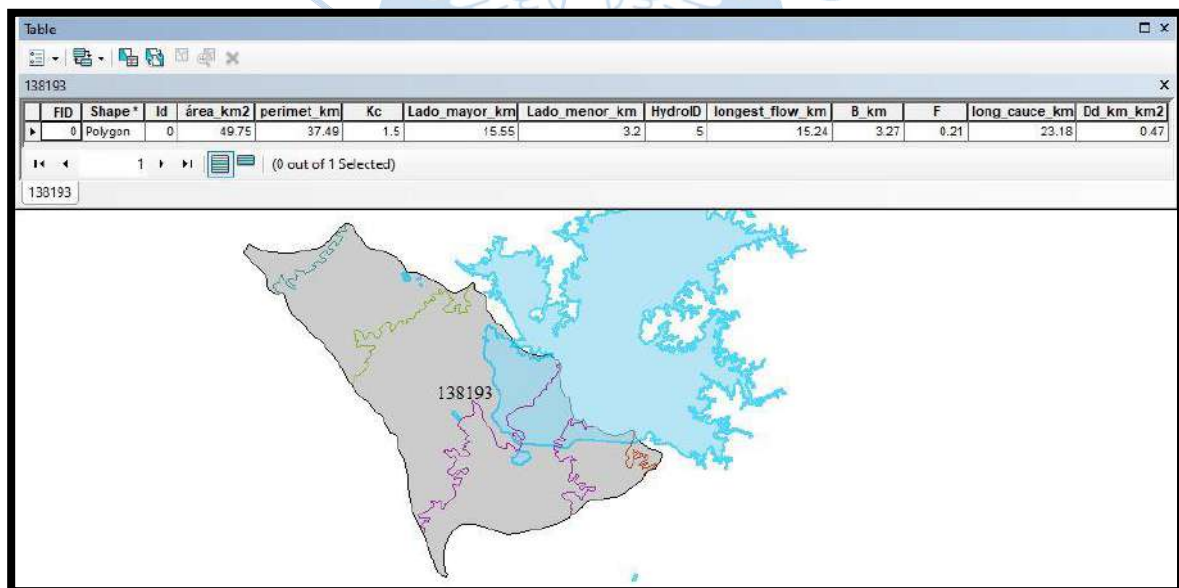 Table
138193
FID Shape * Id área_km2 perimet_km Kc Lado_mayor_km Lado_menor_km HydroID longest_flow_km B_km F long_cauce_km Dd_km_km2
0 Polygon 0 49.75 37.49 1.5 15.55 3.2 5 15.24 3.27 0.21 23.18 0.47
1 (0 out of 1 Selected)
138193
138193